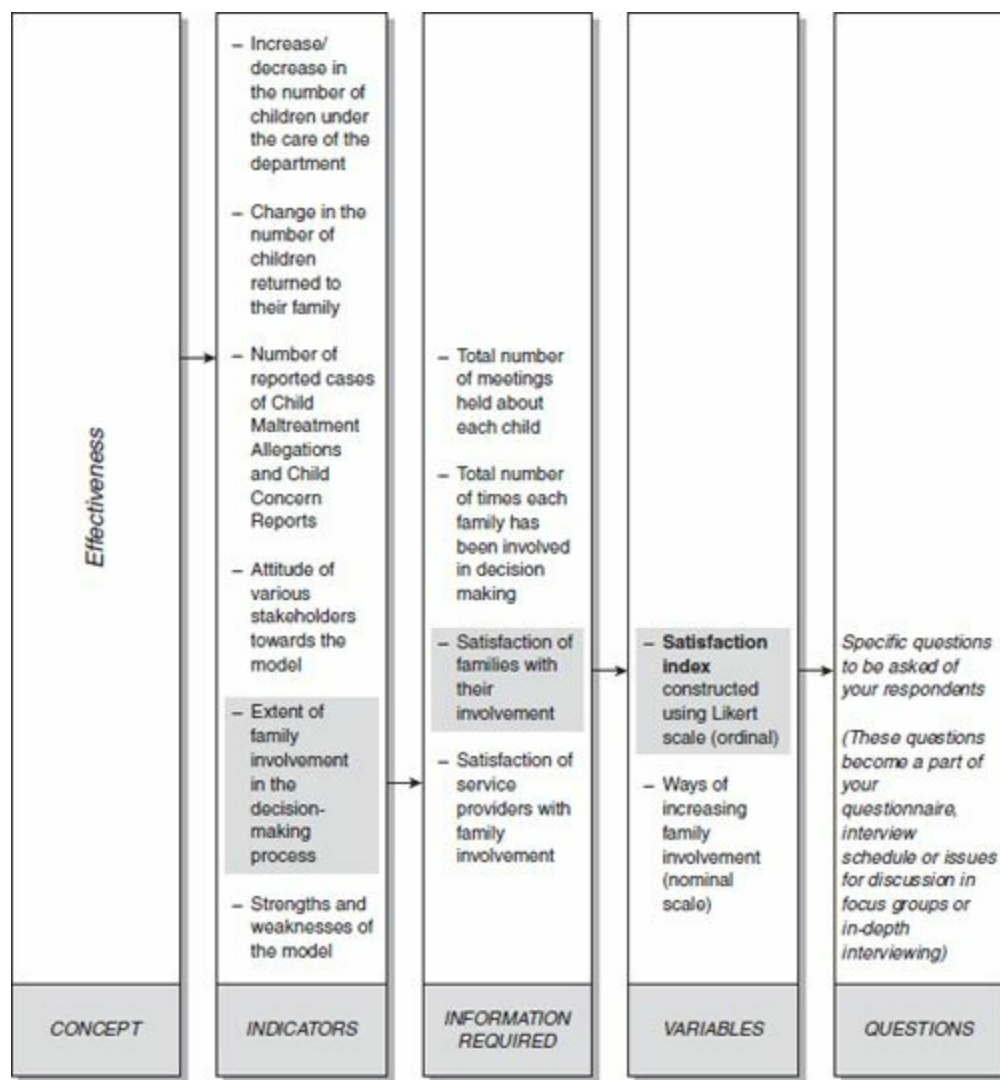 Effectiveness
CONCEPT
– Increase/
decrease in
the number of
children under
the care of the
department
– Change in the
number of
children
returned to
their family
– Number of
reported cases
of Child
Maltreatment
Allegations
and Child
Concern
Reports
– Attitude of
various
stakeholders
towards the
model
– Extent of
family
involvement
in the
decision-
making
process
– Strengths and
weaknesses of
the model
INDICATORS
– Total number
of meetings
held about
each child
– Total number
of times each
family has
been involved
in decision
making
– Satisfaction of
families with
their
involvement
– Satisfaction of
service
providers with
family
involvement
INFORMATION
REQUIRED
– Satisfaction
index
constructed
using Likert
scale (ordinal)
– Ways of
increasing
family
involvement
(nominal
scale)
VARIABLES
Specific questions
to be asked of
your respondents
(These questions
become a part of
your
questionnaire,
interview
schedule or issues
for discussion in
focus groups or
in-depth
interviewing)
QUESTIONS